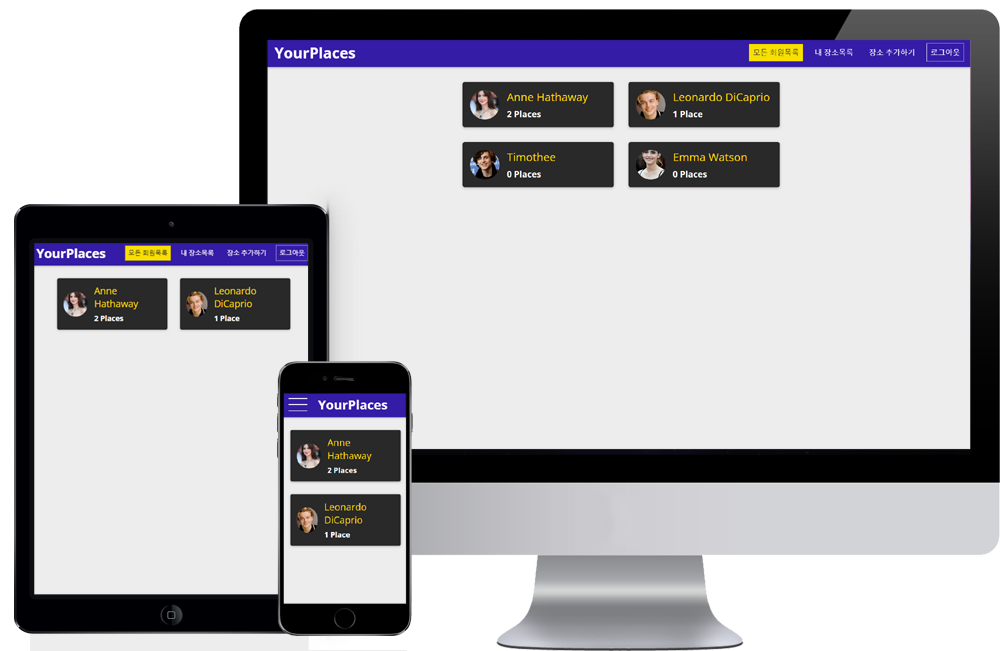 YourPlaces
모든 회원목록 내 장소목록 장소 추가하기 로그아웃
Anne Hathaway
2 Places
Leonardo DiCaprio
1 Place
Timothee
0 Places
Emma Watson
0 Places
YourPlaces
모든 회원목록 내 장소목록 장소 추가하기 로그아웃
Anne
Hathaway
2 Places
Leonardo
DiCaprio
1 Place
YourPlaces
Anne
Hathaway
2 Places
Leonardo
DiCaprio
1 Place